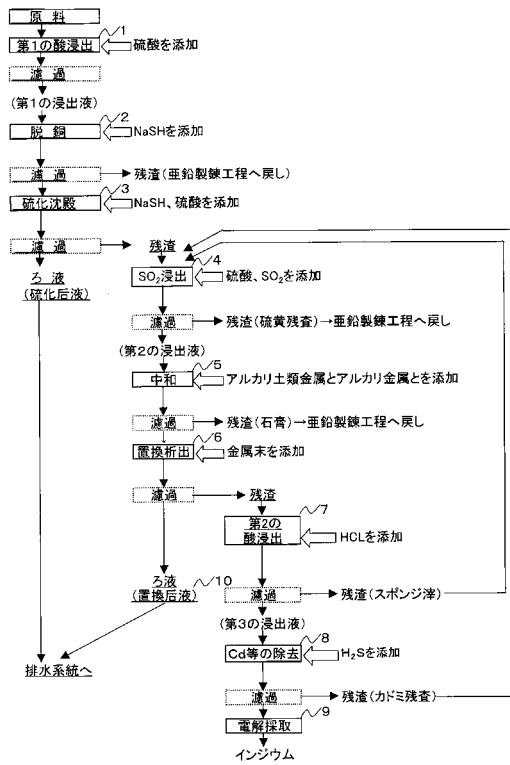 原 料
1
第1の酸浸出
硫酸を添加
濾 過
(第1の浸出液)
2
脱 銅
NaSHを添加
濾 過
残渣(亜鉛製錬工程へ戻し)
3
硫化沈殿
NaSH、硫酸を添加
濾 過
残渣
ろ 液
(硫化后液)
4
SO2浸出
硫酸、SO2を添加
濾過
残渣(硫黄残査)→亜鉛製錬工程へ戻し
(第2の浸出液)
5
中和
アルカリ土類金属とアルカリ金属とを添加
濾過
残渣(石膏)→亜鉛製錬工程へ戻し
6
置換析出
金属末を添加
濾過
残渣
7
第2の
酸浸出
HCLを添加
ろ液
(置換后液)
10
濾過
残渣(スポンジ滓)
(第3の浸出液)
8
Cd等の除去
H2Sを添加
排水系統へ
濾過
残渣(カドミ残査)
9
電解採取
インジウム